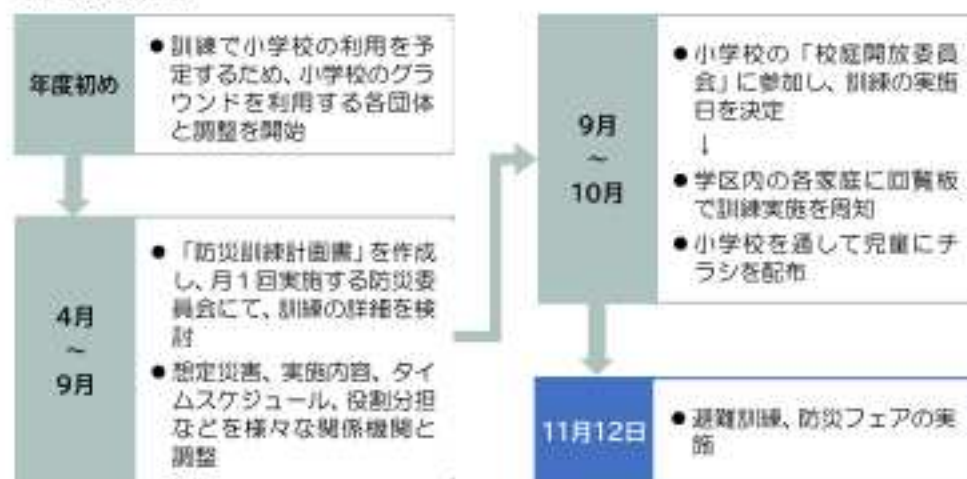 年度初め
●訓練で小学校の利用を予
定するため、小学校のグラ
ウンドを利用する各団体
と調整を開始
4月
～
9月
●「防災訓練計画書」を作成
し、月1回実施する防災委
員会にて、訓練の詳細を検
討
●想定災害、実施内容、タイ
ムスケジュール、役割分担
などを様々な関係機関と
調整
9月
～
10月
●小学校の「校庭開放委員
会」に参加し、訓練の実施
日を決定
↓
●学区内の各家庭に回覧板
で訓練実施を周知
●小学校を通して児童にチ
ラシを配布
11月12日
●避難訓練、防災フェアの実
施